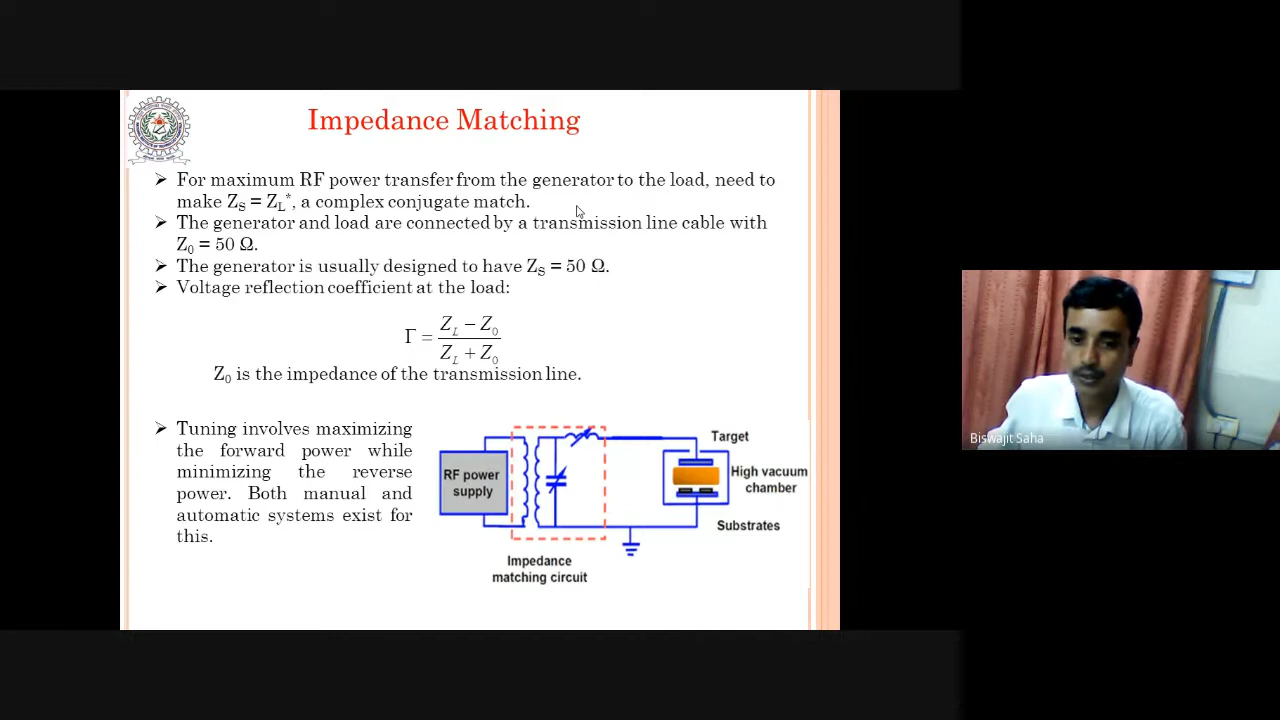 Impedance Matching
➢ For maximum RF power transfer from the generator to the load, need to
make Z_S = Z_L*, a complex conjugate match.
➢ The generator and load are connected by a transmission line cable with
Z_0 = 50 Ω.
➢ The generator is usually designed to have Z_S = 50 Ω.
➢ Voltage reflection coefficient at the load:
Γ = (Z_L − Z_0) / (Z_L + Z_0)
Z_0 is the impedance of the transmission line.
➢ Tuning involves maximizing
the forward power while
minimizing the reverse
power. Both manual and
automatic systems exist for
this.
RF power
supply
Impedance
matching circuit
Target
High vacuum
chamber
Substrates
Biswajit Saha